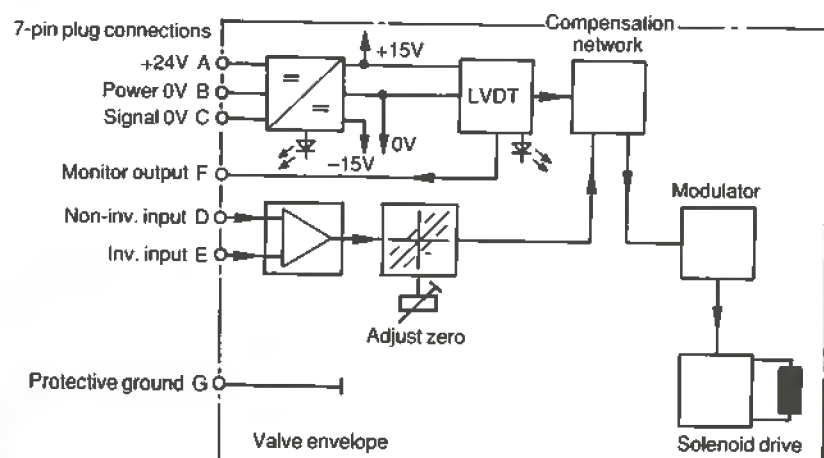 7-pin plug connections
Compensation
network
+24V A
Power 0V B
Signal 0V C
+15V
LVDT
-15V
0V
Monitor output F
Non-inv. input D
Inv. input E
Adjust zero
Modulator
Protective ground G
Valve envelope
Solenoid drive